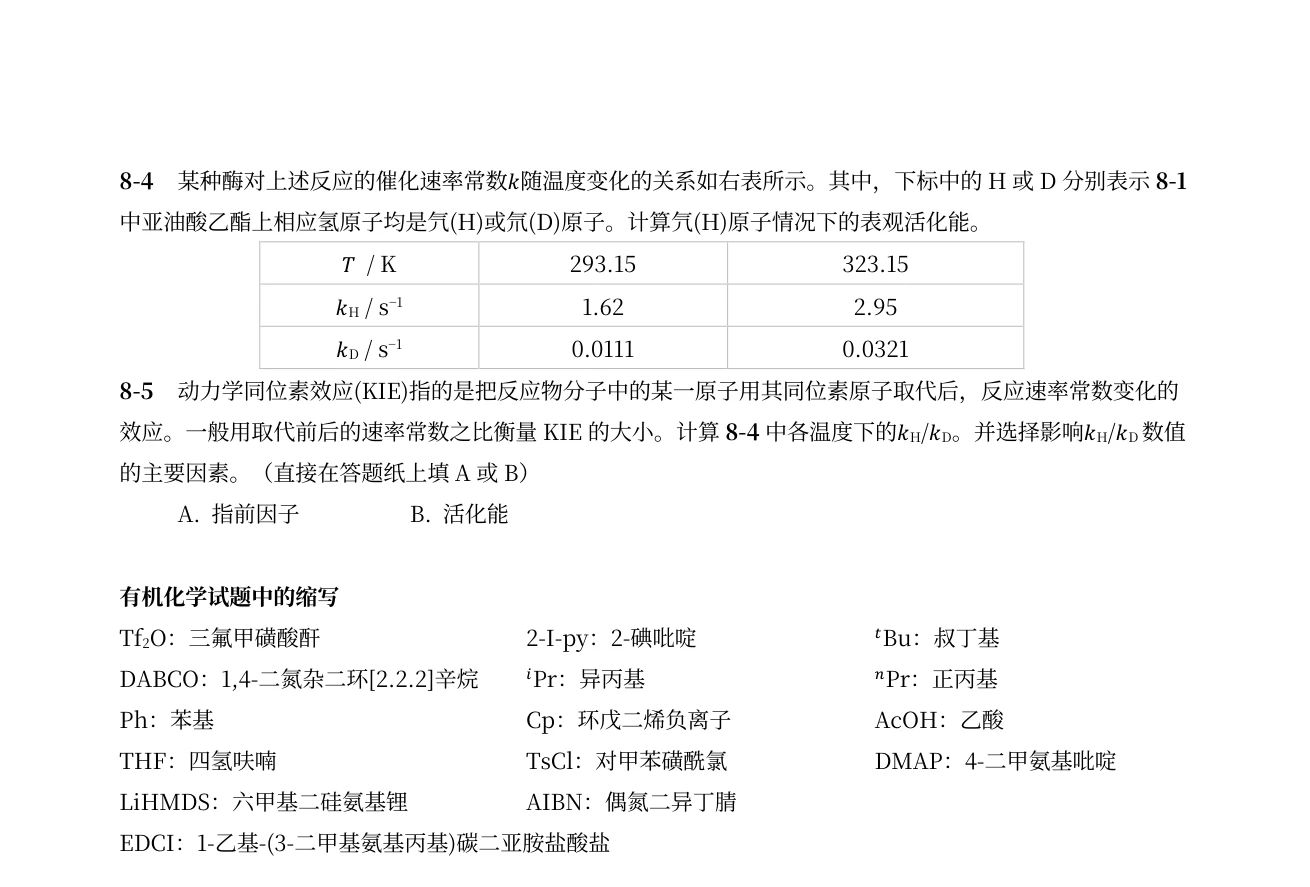 8-4 某种酶对上述反应的催化速率常数k随温度变化的关系如右表所示。其中，下标中的 H 或 D 分别表示 8-1
中亚油酸乙酯上相应氢原子均是氕(H)或氘(D)原子。计算氕(H)原子情况下的表观活化能。
T / K 293.15 323.15
kH / s⁻¹ 1.62 2.95
kD / s⁻¹ 0.0111 0.0321
8-5 动力学同位素效应(KIE)指的是把反应物分子中的某一原子用其同位素原子取代后，反应速率常数变化的
效应。一般用取代前后的速率常数之比衡量 KIE 的大小。计算 8-4 中各温度下的kH/kD。并选择影响kH/kD 数值
的主要因素。（直接在答题纸上填 A 或 B）
A. 指前因子 B. 活化能
有机化学试题中的缩写
Tf₂O：三氟甲磺酸酐 2-I-py：2-碘吡啶 ᵗBu：叔丁基
DABCO：1,4-二氮杂二环[2.2.2]辛烷 ⁱPr：异丙基 ⁿPr：正丙基
Ph：苯基 Cp：环戊二烯负离子 AcOH：乙酸
THF：四氢呋喃 TsCl：对甲苯磺酰氯 DMAP：4-二甲氨基吡啶
LiHMDS：六甲基二硅氨基锂 AIBN：偶氮二异丁腈
EDCI：1-乙基-(3-二甲基氨基丙基)碳二亚胺盐酸盐